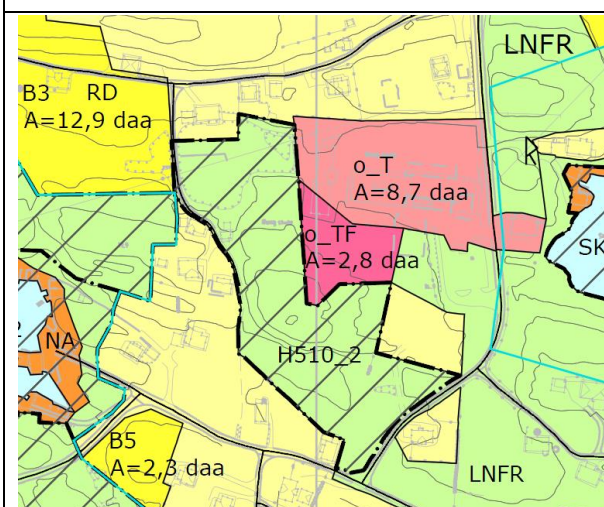 LNFR
B3 RD
A=12,9 daa
o_T
A=8,7 daa
o_TF
A=2,8 daa
SK
NA
H510_2
B5
A=2,3 daa
LNFR